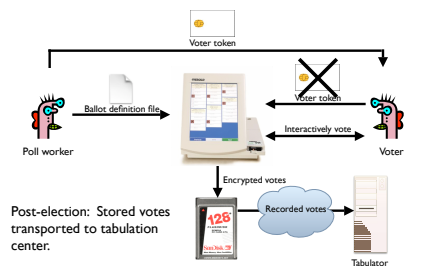 Voter token
Ballot definition file
Voter token
Interactively vote
Poll worker
Voter
Encrypted votes
Post-election: Stored votes
transported to tabulation
center.
128
SanDisk
Recorded votes
Tabulator